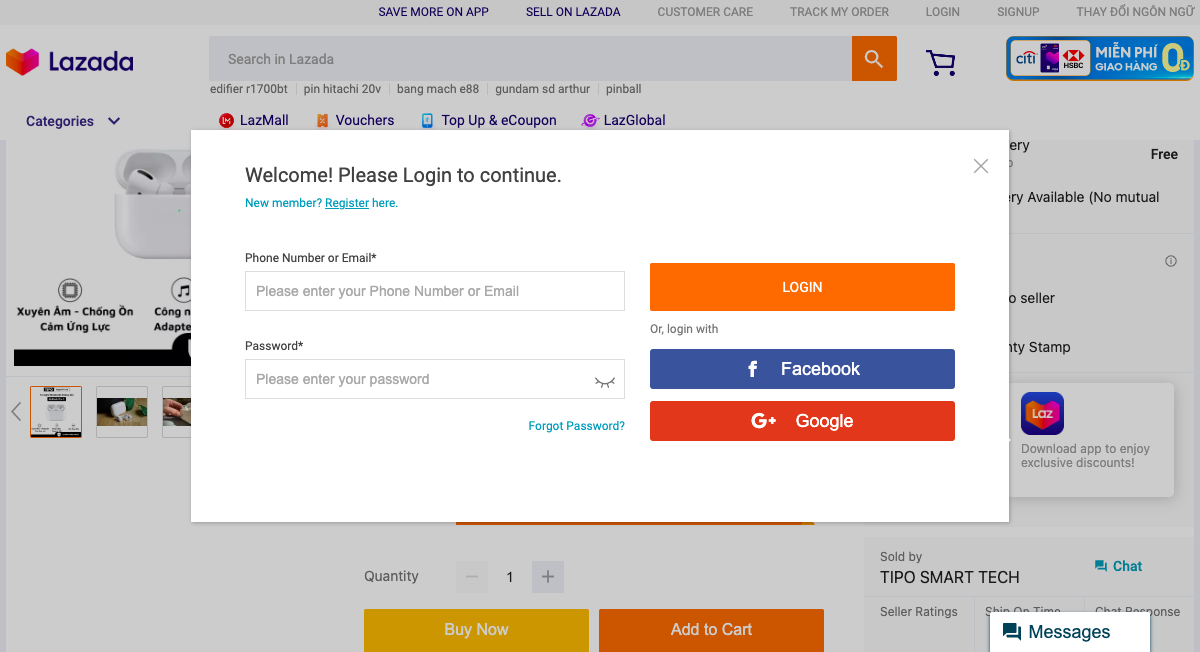 SAVE MORE ON APP
SELL ON LAZADA
CUSTOMER CARE
TRACK MY ORDER
LOGIN
SIGNUP
THAY ĐỔI NGÔN NGỮ
Lazada
Search in Lazada
citi
HSBC
MIỄN PHÍ
GIAO HÀNG
0Đ
edifier r1700bt
pin hitachi 20v
bang mach e88
gundam sd arthur
pinball
Categories
LazMall
Vouchers
Top Up & eCoupon
LazGlobal
ery
Free
Welcome! Please Login to continue.
New member? Register here.
ery Available (No mutual
Phone Number or Email*
Please enter your Phone Number or Email
LOGIN
Or, login with
Xuyên Âm - Chống Ồn
Cảm Ứng Lực
Công n
Adapte
o seller
Password*
Please enter your password
Facebook
nty Stamp
Forgot Password?
G+ Google
Laz
Download app to enjoy
exclusive discounts!
Quantity
1
Sold by
TIPO SMART TECH
Chat
Seller Ratings
Ship On Time
Chat Response
Buy Now
Add to Cart
Messages